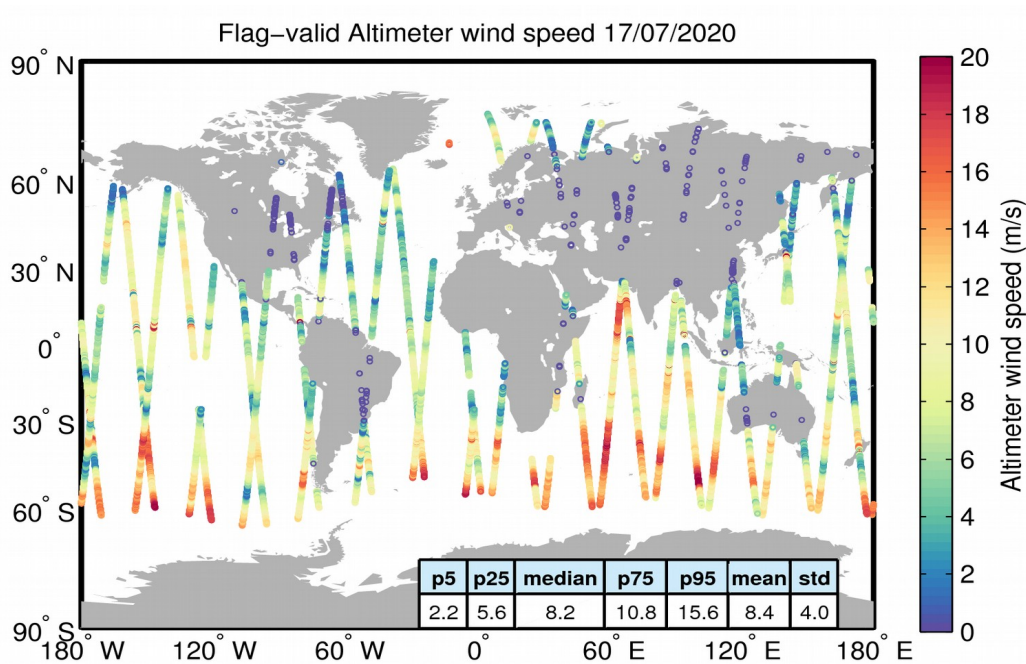 Flag–valid Altimeter wind speed 17/07/2020
90° N
60° N
30° N
0°
30° S
60° S
90° S
180° W
120° W
60° W
0°
60° E
120° E
180° E
20
18
16
14
12
10
8
6
4
2
0
Altimeter wind speed (m/s)
p5 p25 median p75 p95 mean std
2.2 5.6 8.2 10.8 15.6 8.4 4.0